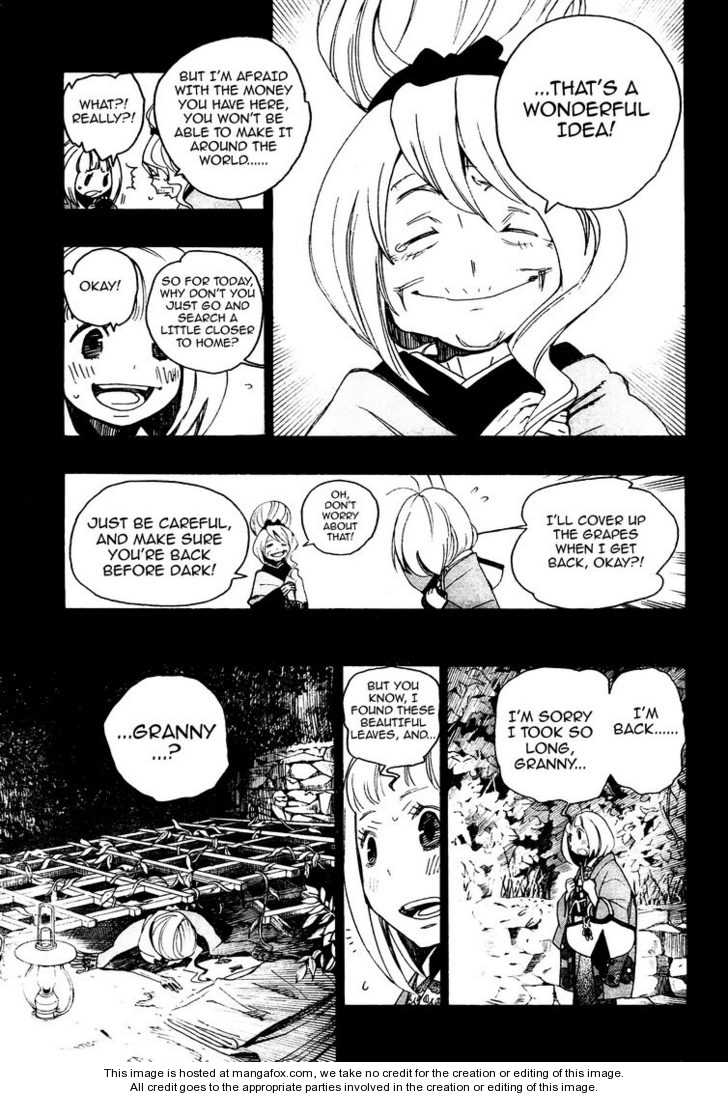 ...THAT'S A
WONDERFUL
IDEA!
BUT I'M AFRAID
WITH THE MONEY
YOU HAVE HERE,
YOU WON'T BE
ABLE TO MAKE IT
AROUND THE
WORLD......
WHAT?!
REALLY?!
SO FOR TODAY,
WHY DON'T YOU
JUST GO AND
SEARCH A
LITTLE CLOSER
TO HOME?
OKAY!
I'LL COVER UP
THE GRAPES
WHEN I GET
BACK, OKAY?!
OH,
DON'T
WORRY
ABOUT
THAT!
JUST BE CAREFUL,
AND MAKE SURE
YOU'RE BACK
BEFORE DARK!
I'M
BACK......
I'M SORRY
I TOOK SO
LONG,
GRANNY...
BUT YOU
KNOW, I
FOUND THESE
BEAUTIFUL
LEAVES, AND...
...GRANNY
...?
This image is hosted at mangafox.com, we take no credit for the creation or editing of this image.
All credit goes to the appropriate parties involved in the creation or editing of this image.